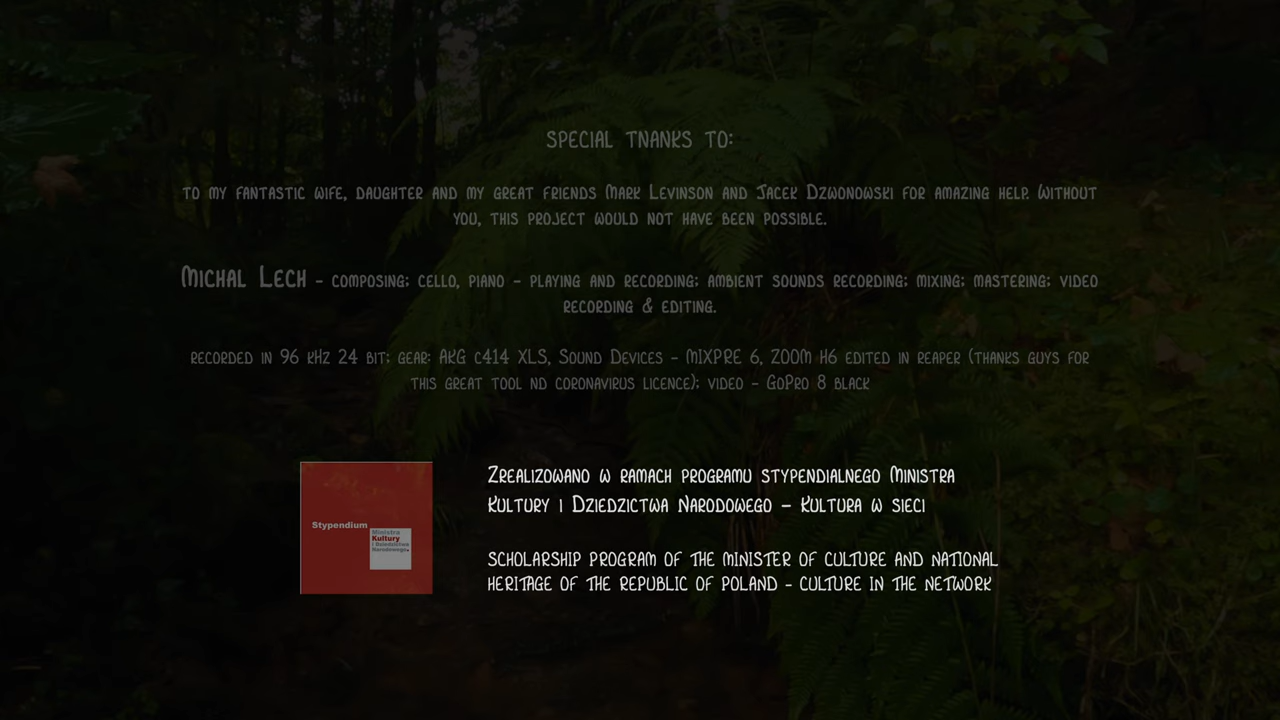 SPECIAL TNANKS TO:
TO MY FANTASTIC WIFE, DAUGHTER AND MY GREAT FRIENDS MARK LEVINSON AND JACEK DZWONOWSKI FOR AMAZING HELP. WITHOUT
YOU, THIS PROJECT WOULD NOT HAVE BEEN POSSIBLE.
MICHAL LECH - COMPOSING; CELLO, PIANO - PLAYING AND RECORDING; AMBIENT SOUNDS RECORDING; MIXING; MASTERING; VIDEO
RECORDING & EDITING.
RECORDED IN 96 KHZ 24 BIT; GEAR: AKG C414 XLS, SOUND DEVICES - MIXPRE 6, ZOOM H6 EDITED IN REAPER (THANKS GUYS FOR
THIS GREAT TOOL ND CORONAVIRUS LICENCE); VIDEO - GOPRO 8 BLACK
Stypendium
Ministra
Kultury
i Dziedzictwa
Narodowego.
ZREALIZOWANO W RAMACH PROGRAMU STYPENDIALNEGO MINISTRA
KULTURY I DZIEDZICTWA NARODOWEGO – KULTURA W SIECI
SCHOLARSHIP PROGRAM OF THE MINISTER OF CULTURE AND NATIONAL
HERITAGE OF THE REPUBLIC OF POLAND - CULTURE IN THE NETWORK